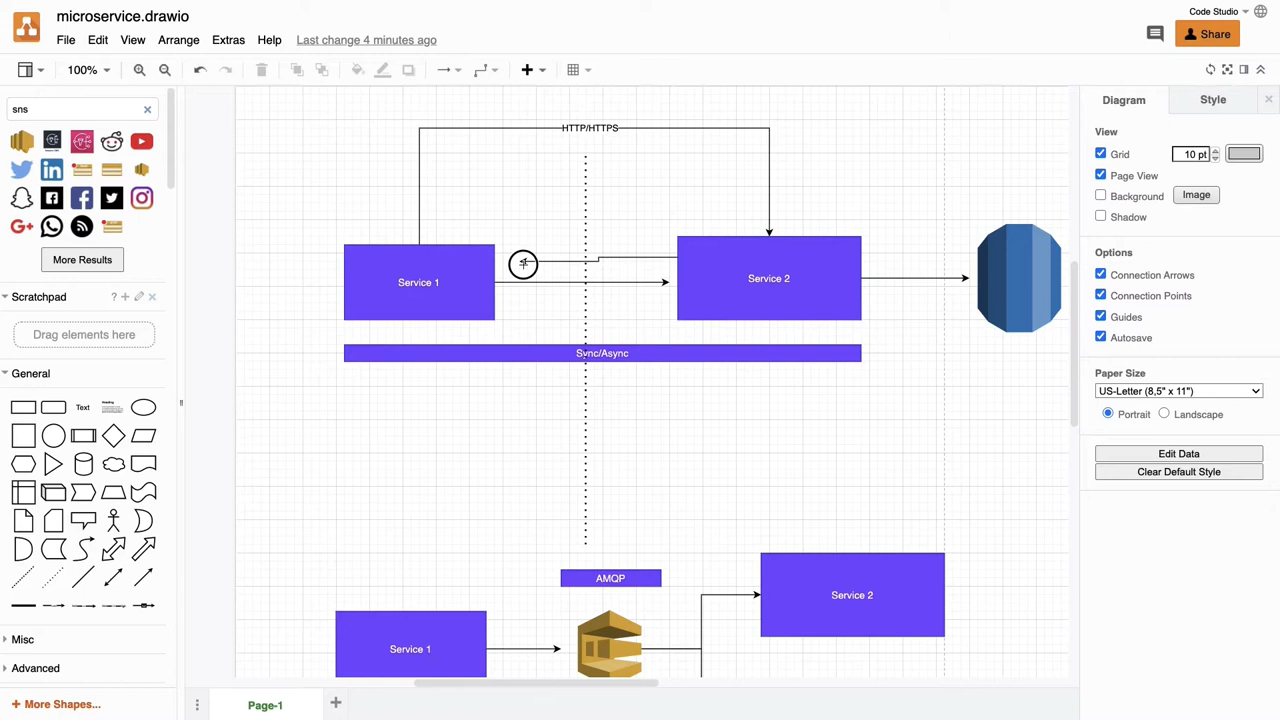 microservice.drawio
Code Studio
File Edit View Arrange Extras Help Last change 4 minutes ago
Share
100%
sns
More Results
Scratchpad
Drag elements here
General
Text
Heading
Misc
Advanced
+ More Shapes...
HTTP/HTTPS
Service 1
Service 2
Sync/Async
AMQP
Service 2
Service 1
Page-1
Diagram
Style
View
Grid
10 pt
Page View
Background
Image
Shadow
Options
Connection Arrows
Connection Points
Guides
Autosave
Paper Size
US-Letter (8,5" x 11")
Portrait Landscape
Edit Data
Clear Default Style